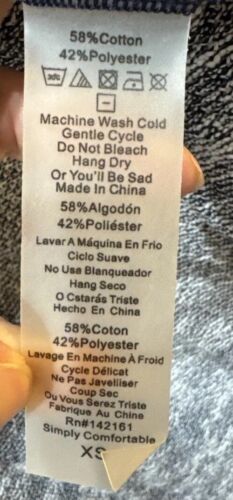 58%Cotton
42%Polyester
Machine Wash Cold
Gentle Cycle
Do Not Bleach
Hang Dry
Or You'll Be Sad
Made In China
58%Algodón
42%Poliéster
Lavar A Máquina En Frio
Ciclo Suave
No Usa Blanqueador
Hang Seco
O Cstarás Triste
Hecho En China
58%Coton
42%Polyester
Lavage En Machine À Froid
Cycle Délicat
Ne Pas Javeliiser
Coup Sec
Ou Vous Serez Triste
Fabrique Au Chine
Rn#142161
Simply Comfortable
XS